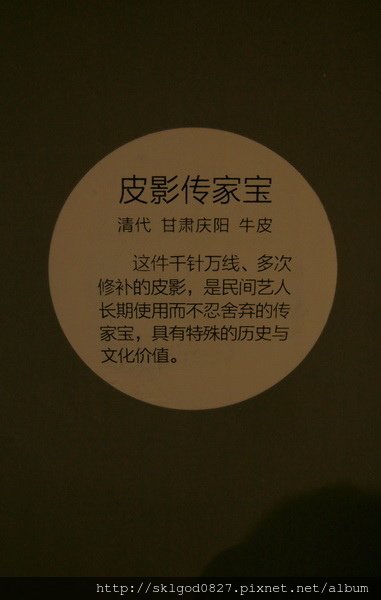 皮影传家宝
清代 甘肃庆阳 牛皮
这件千针万线、多次
修补的皮影，是民间艺人
长期使用而不忍舍弃的传
家宝，具有特殊的历史与
文化价值。
http://sklgod0827.pixnet.net/album